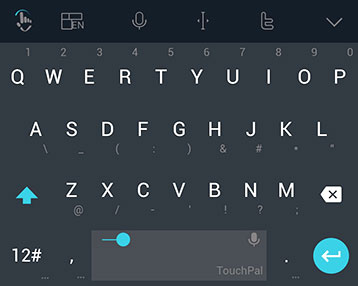 EN
1 2 3 4 5 6 7 8 9 0
Q W E R T Y U I O P
A S D F G H J K L
\ _ ( : ) & # * "
Z X C V B N M
@ / - ' ! ? ;
12# , .
... TouchPal ...